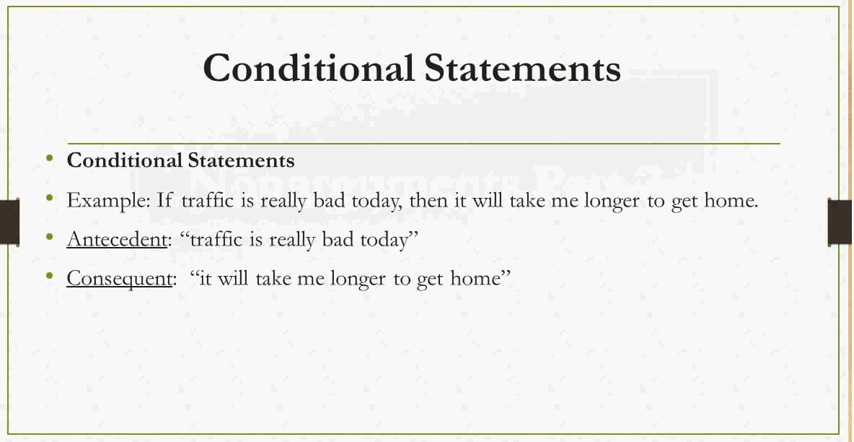 Conditional Statements
• Conditional Statements
• Example: If traffic is really bad today, then it will take me longer to get home.
• Antecedent: “traffic is really bad today”
• Consequent:  “it will take me longer to get home”